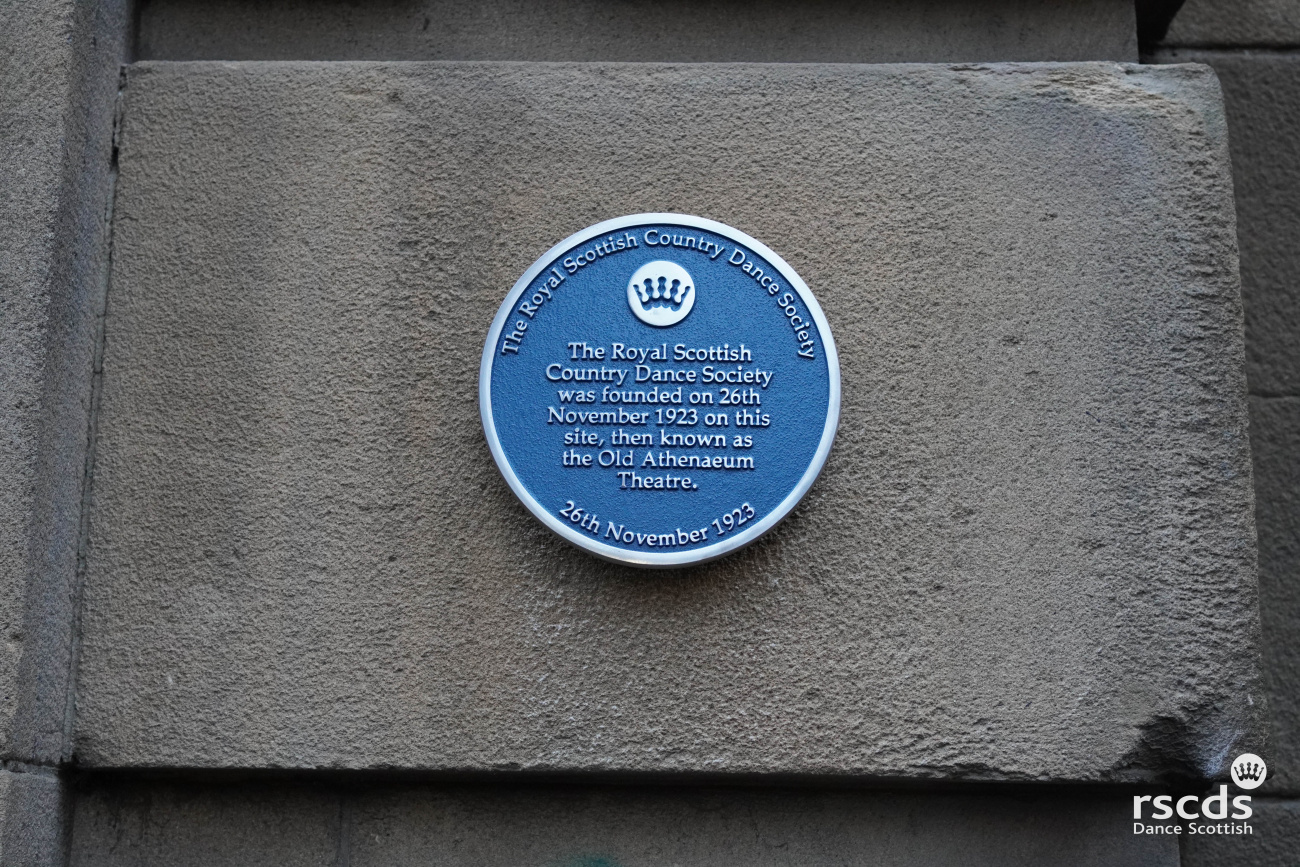 The Royal Scottish Country Dance Society
The Royal Scottish
Country Dance Society
was founded on 26th
November 1923 on this
site, then known as
the Old Athenaeum
Theatre.
26th November 1923
rscds
Dance Scottish